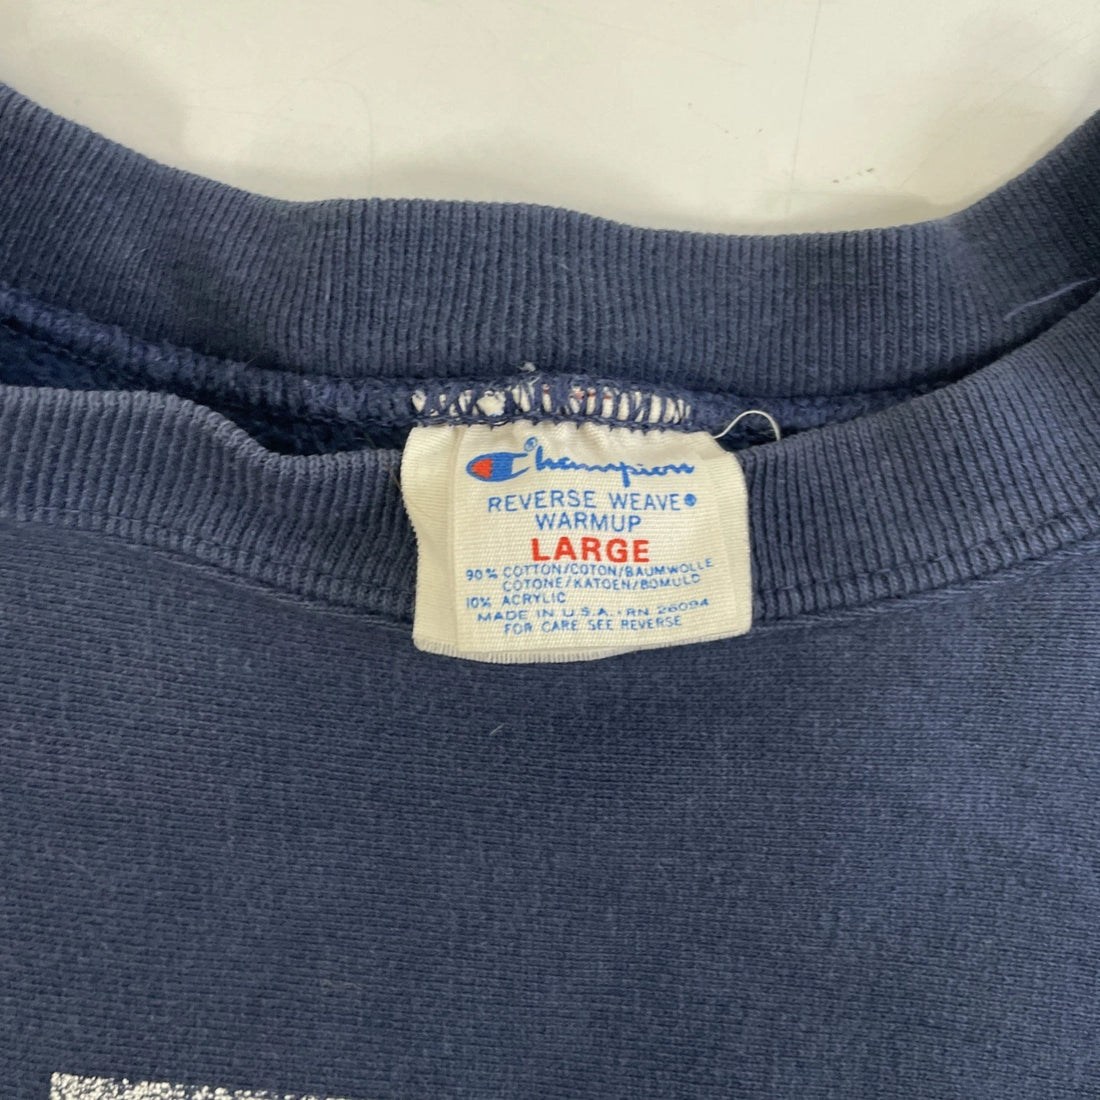 Champion®
REVERSE WEAVE®
WARMUP
LARGE
90% COTTON/COTON/BAUMWOLLE
COTONE/KATOEN/BOMULD
10% ACRYLIC
MADE IN U.S.A. · RN 26094
FOR CARE SEE REVERSE